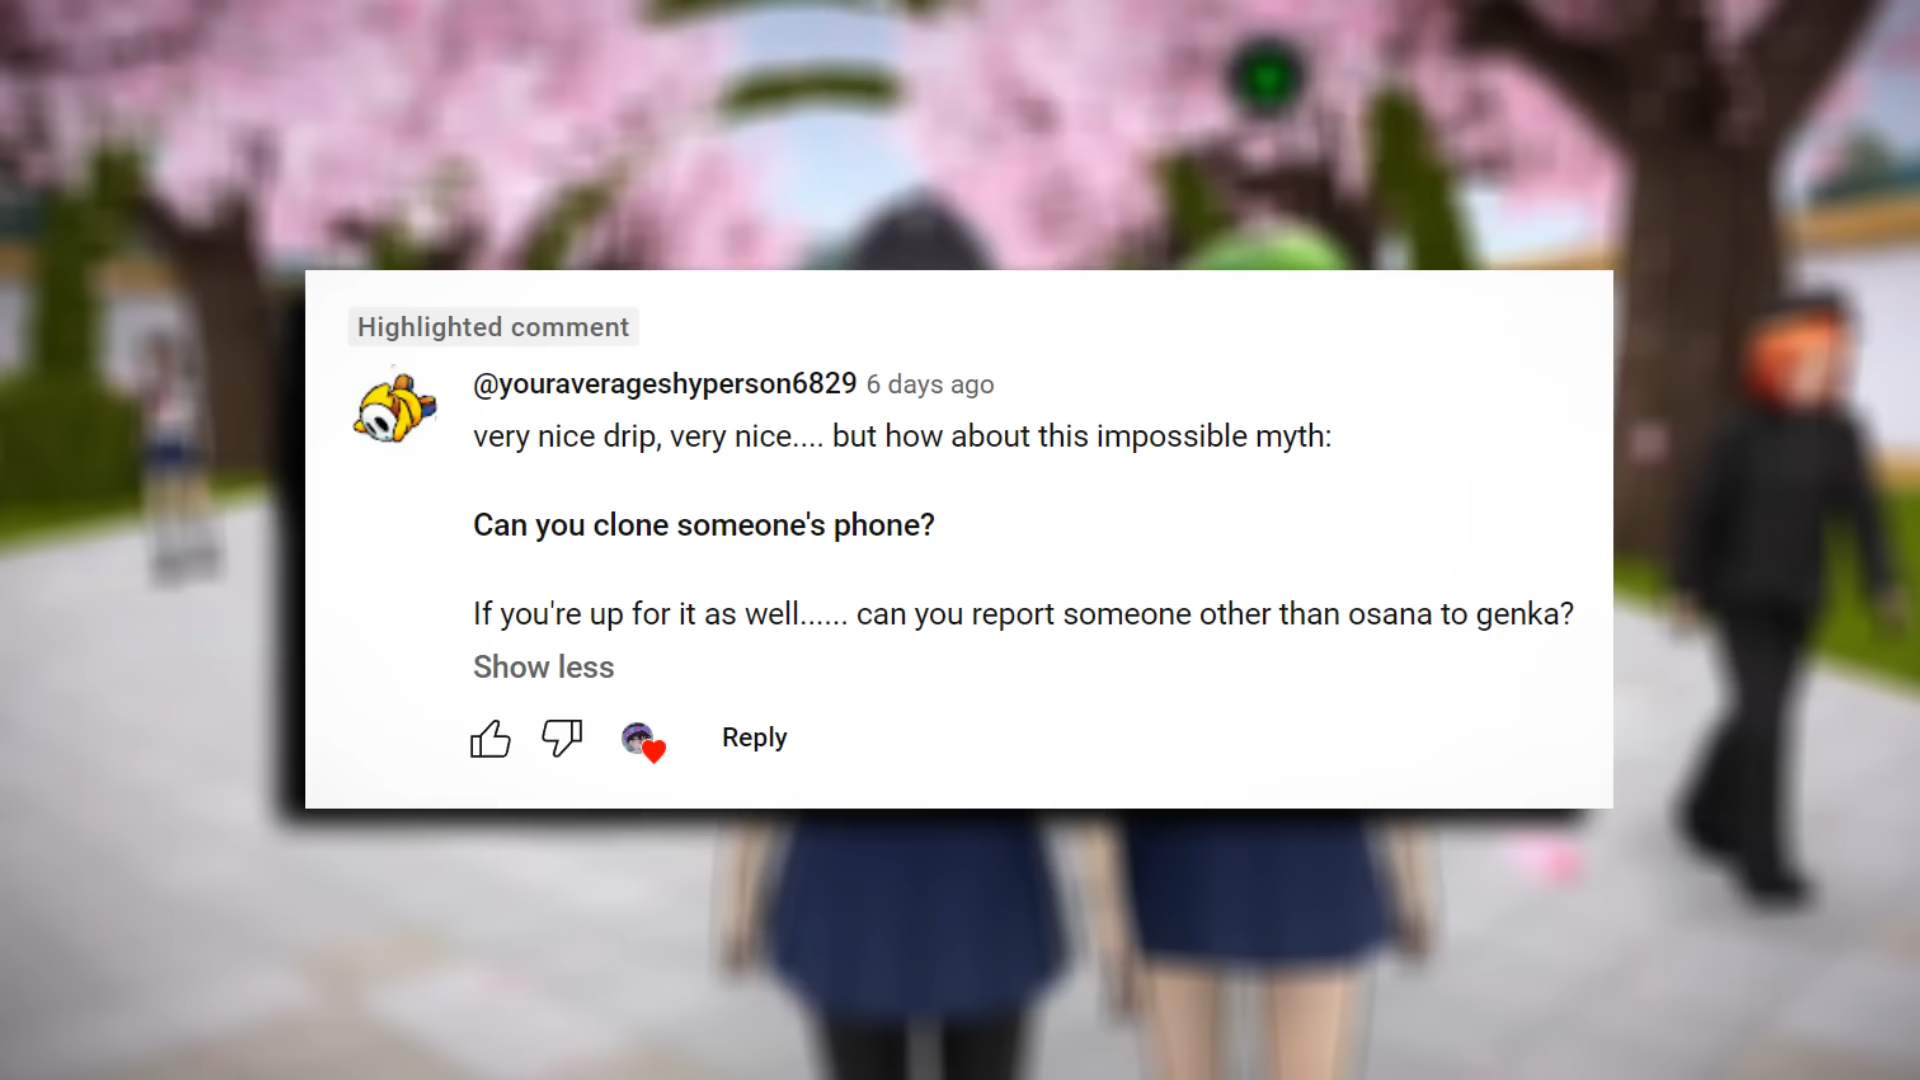 Highlighted comment
@youraverageshyperson6829 6 days ago
very nice drip, very nice.... but how about this impossible myth:
Can you clone someone's phone?
If you're up for it as well...... can you report someone other than osana to genka?
Show less
Reply